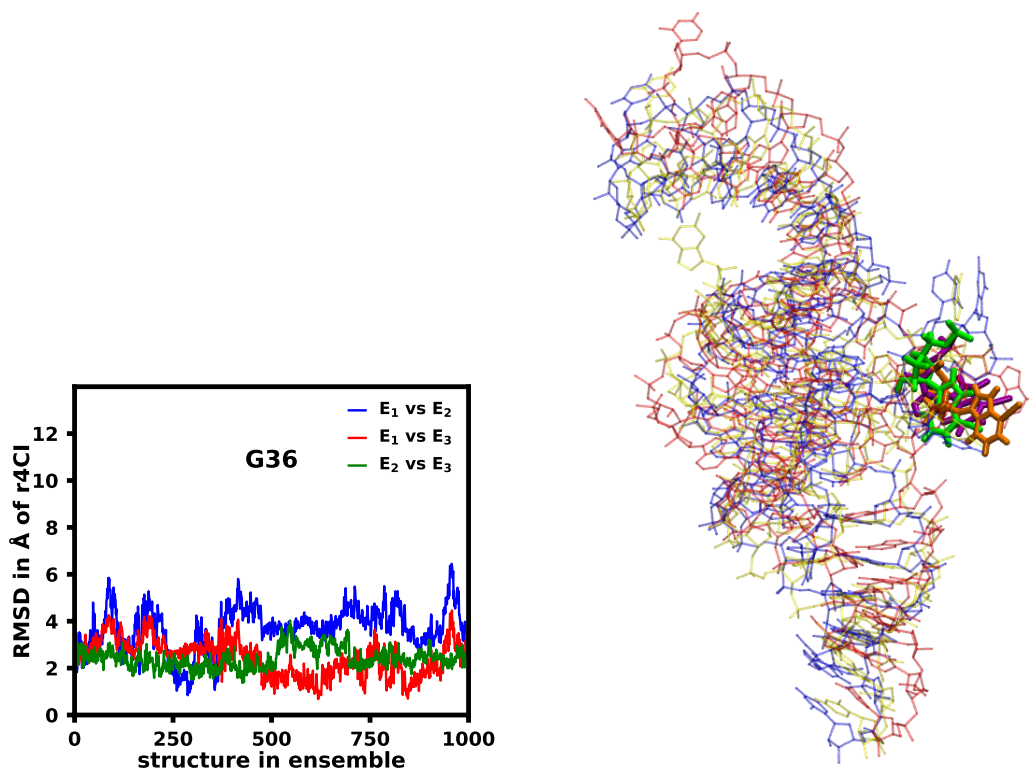 E1 vs E2
E1 vs E3
E2 vs E3
G36
RMSD in Å of r4Cl
12
10
8
6
4
2
0
0 250 500 750 1000
structure in ensemble